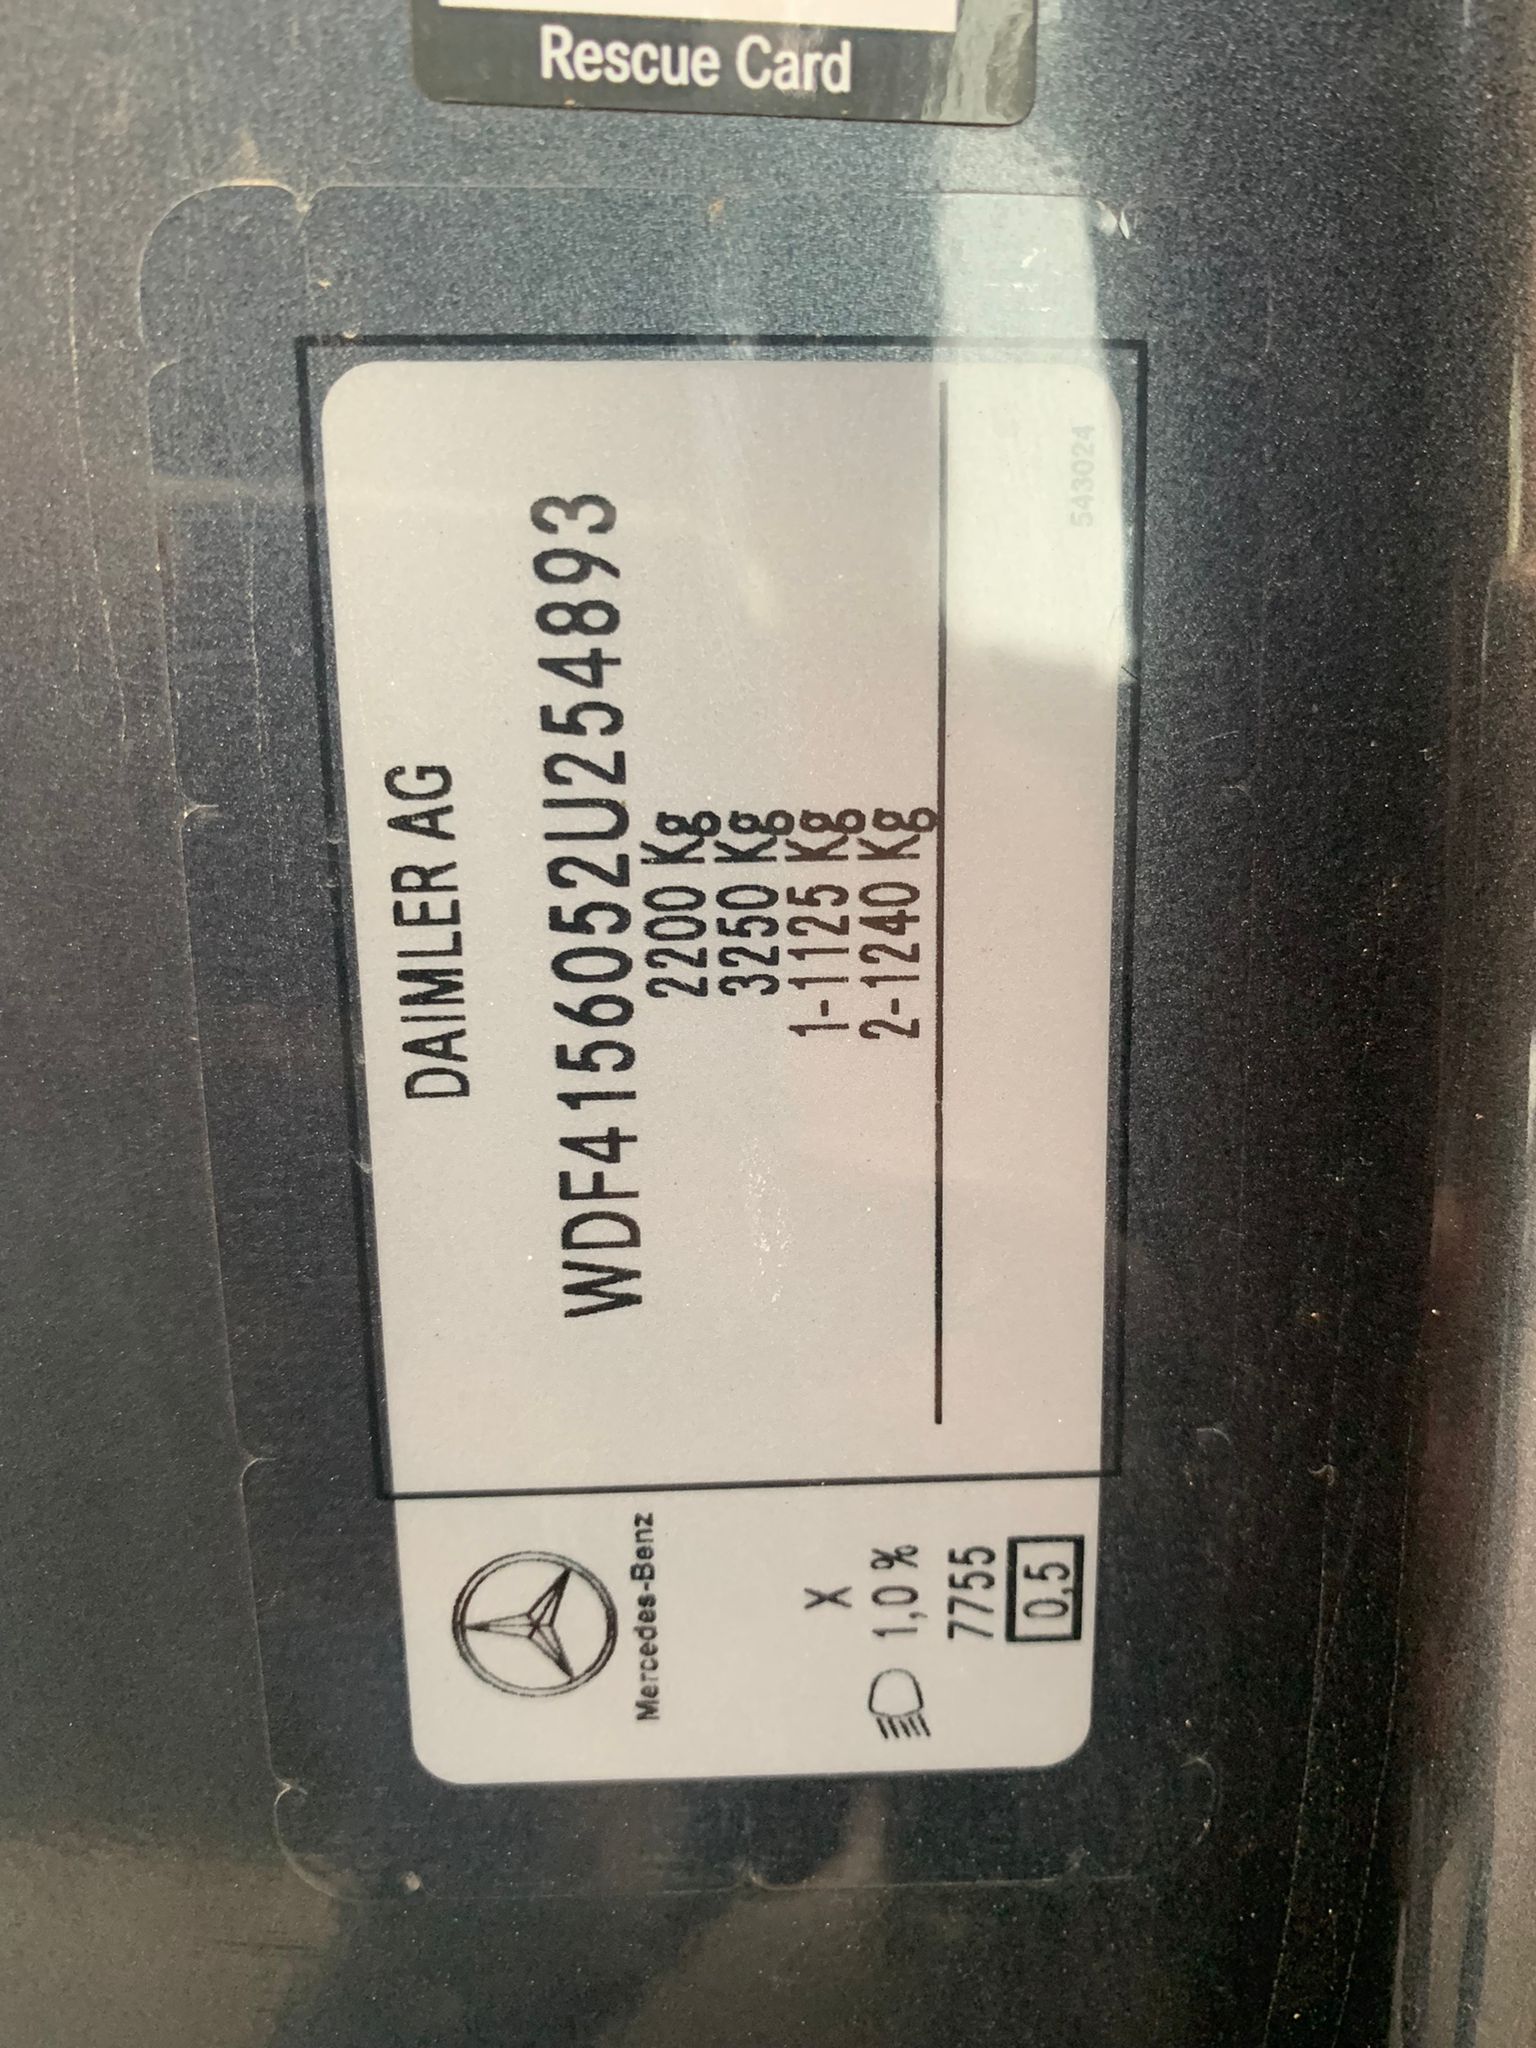 Rescue Card
DAIMLER AG
WDF4156052U254893
2200 Kg
3250 Kg
1-1125 Kg
2-1240 Kg
543024
Mercedes-Benz
X
1,0 %
7755
0,5